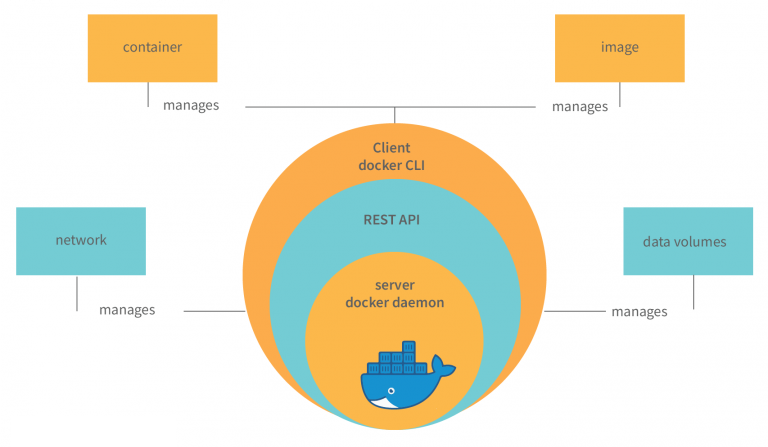 container
image
manages
manages
Client
docker CLI
REST API
network
data volumes
server
docker daemon
manages
manages